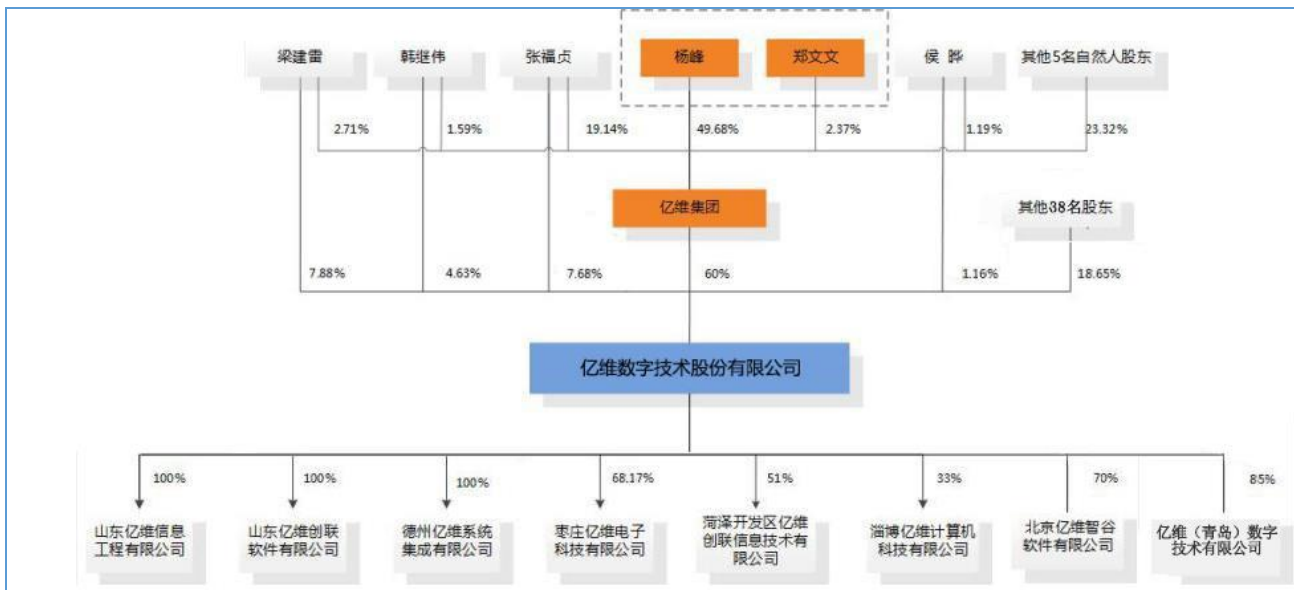 梁建雷
韩继伟
张福贞
杨峰
郑文文
侯 晔
其他5名自然人股东
2.71%
1.59%
19.14%
49.68%
2.37%
1.19%
23.32%
亿维集团
其他38名股东
7.88%
4.63%
7.68%
60%
1.16%
18.65%
亿维数字技术股份有限公司
100%
100%
100%
68.17%
51%
33%
70%
85%
山东亿维信息
工程有限公司
山东亿维创联
软件有限公司
德州亿维系统
集成有限公司
枣庄亿维电子
科技有限公司
菏泽开发区亿维
创联信息技术有
限公司
淄博亿维计算机
科技有限公司
北京亿维智谷
软件有限公司
亿维（青岛）数字
技术有限公司